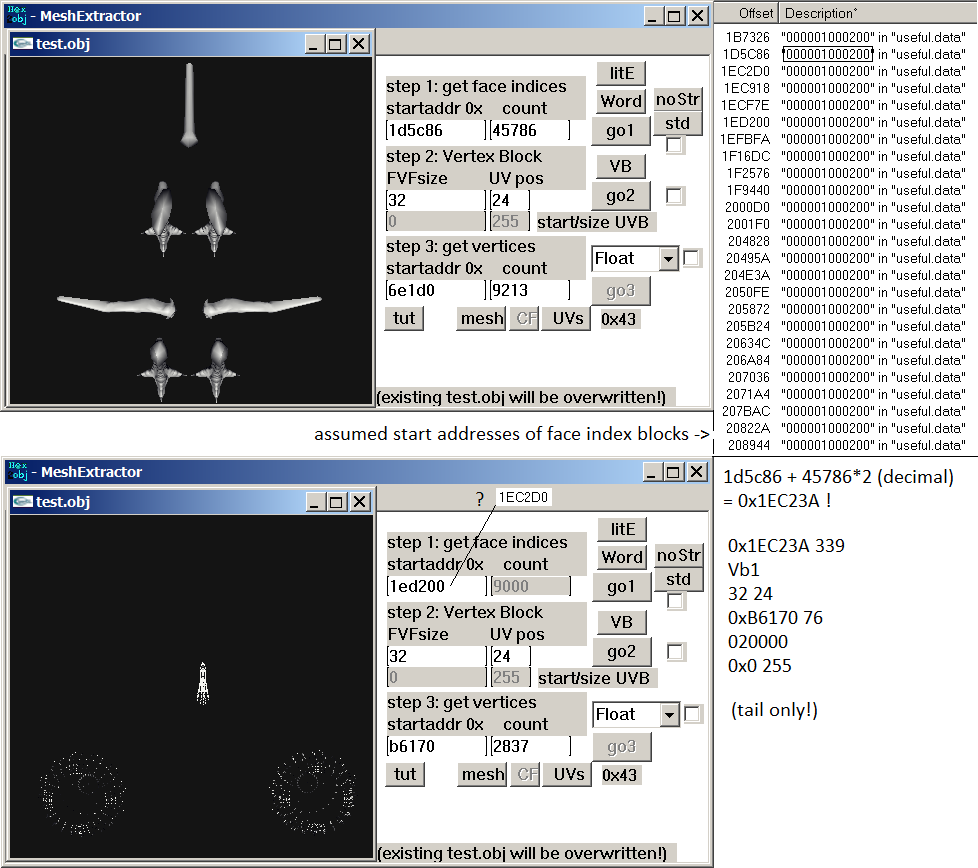 Hex obj - MeshExtractor
test.obj
step 1: get face indices
startaddr 0x count
1d5c86 45786
litE
Word
noStr
go1
std
step 2: Vertex Block
FVFsize UV pos
32 24
0 255 start/size UVB
VB
go2
step 3: get vertices
startaddr 0x count
6e1d0 9213
Float
go3
tut mesh CF UVs 0x43
(existing test.obj will be overwritten!)
Offset Description
1B7326 "000001000200" in "useful.data"
1D5C86 "000001000200" in "useful.data"
1EC2D0 "000001000200" in "useful.data"
1EC918 "000001000200" in "useful.data"
1ECF7E "000001000200" in "useful.data"
1ED200 "000001000200" in "useful.data"
1EFBFA "000001000200" in "useful.data"
1F16DC "000001000200" in "useful.data"
1F2576 "000001000200" in "useful.data"
1F9440 "000001000200" in "useful.data"
2000D0 "000001000200" in "useful.data"
2001F0 "000001000200" in "useful.data"
204828 "000001000200" in "useful.data"
20495A "000001000200" in "useful.data"
204E3A "000001000200" in "useful.data"
2050FE "000001000200" in "useful.data"
205872 "000001000200" in "useful.data"
205B24 "000001000200" in "useful.data"
20634C "000001000200" in "useful.data"
206A84 "000001000200" in "useful.data"
207036 "000001000200" in "useful.data"
2071A4 "000001000200" in "useful.data"
207BAC "000001000200" in "useful.data"
20822A "000001000200" in "useful.data"
208944 "000001000200" in "useful.data"
assumed start addresses of face index blocks ->
Hex obj - MeshExtractor
test.obj
? 1EC2D0
step 1: get face indices
startaddr 0x count
1ed200 9000
litE
Word
noStr
go1
std
step 2: Vertex Block
FVFsize UV pos
32 24
0 255 start/size UVB
VB
go2
step 3: get vertices
startaddr 0x count
b6170 2837
Float
go3
tut mesh CF UVs 0x43
(existing test.obj will be overwritten!)
1d5c86 + 45786*2 (decimal)
= 0x1EC23A !
0x1EC23A 339
Vb1
32 24
0xB6170 76
020000
0x0 255
(tail only!)